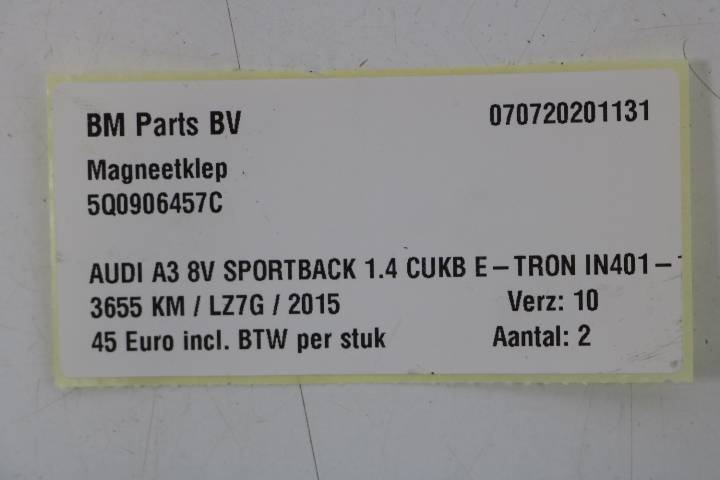 BM Parts BV 070720201131
Magneetklep
5Q0906457C
AUDI A3 8V SPORTBACK 1.4 CUKB E-TRON IN401-
3655 KM / LZ7G / 2015 Verz: 10
45 Euro incl. BTW per stuk Aantal: 2